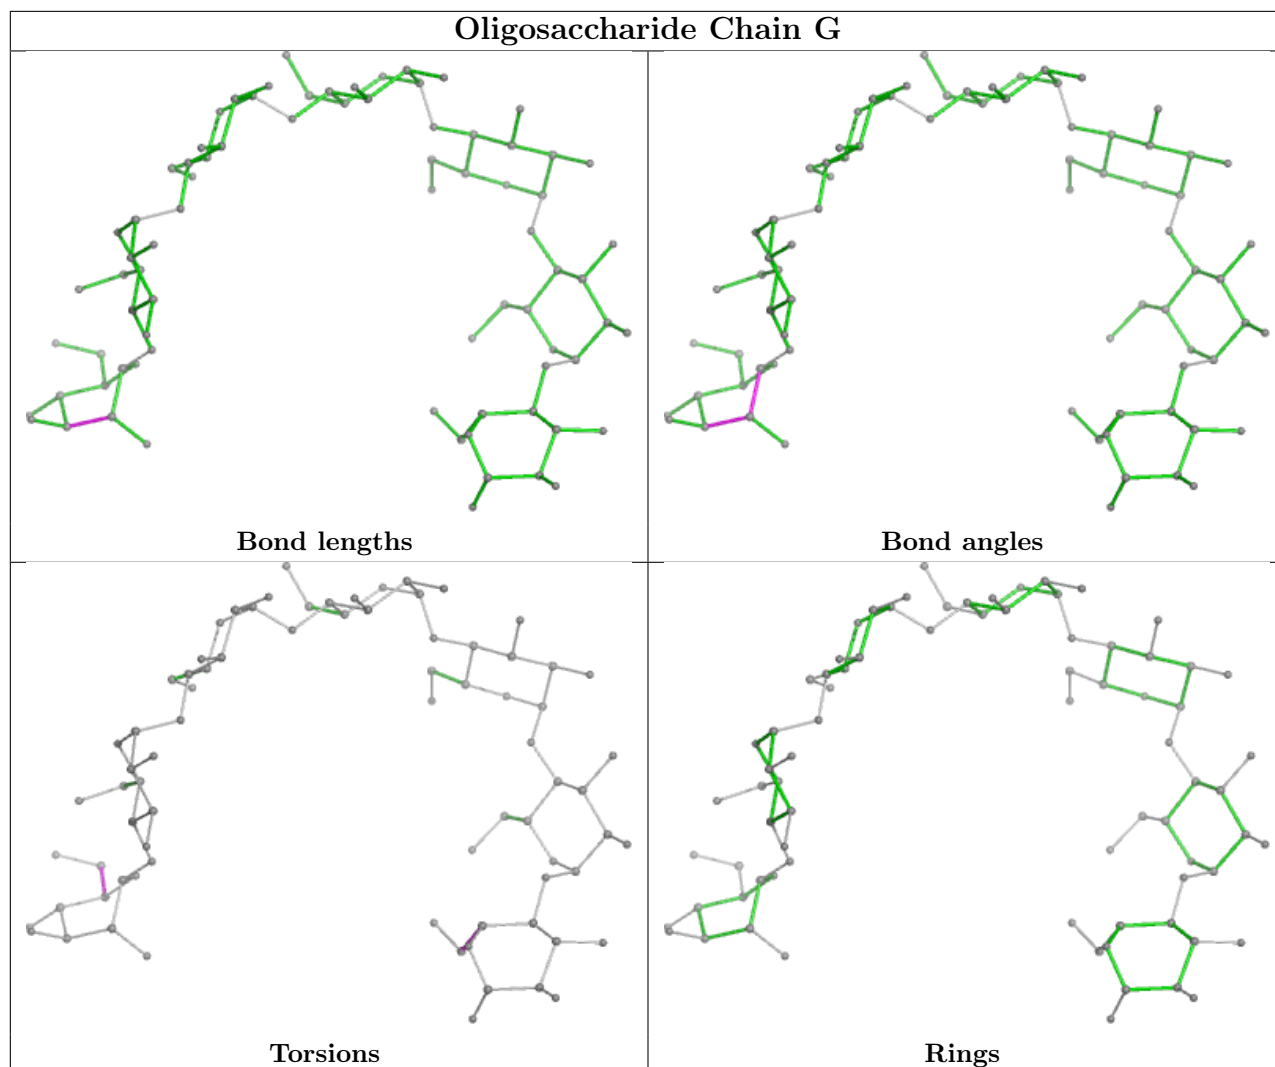 Oligosaccharide Chain G
Bond lengths
Bond angles
Torsions
Rings